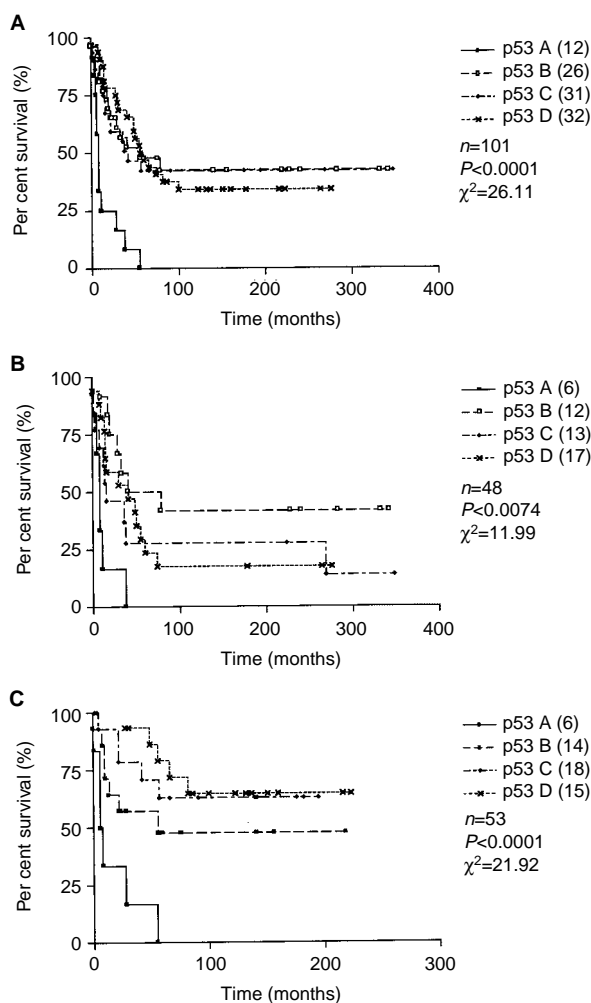 A
Per cent survival (%)
100
75
50
25
0
0 100 200 300 400
Time (months)
p53 A (12)
p53 B (26)
p53 C (31)
p53 D (32)
n=101
P<0.0001
χ²=26.11
B
Per cent survival (%)
100
75
50
25
0
0 100 200 300 400
Time (months)
p53 A (6)
p53 B (12)
p53 C (13)
p53 D (17)
n=48
P<0.0074
χ²=11.99
C
Per cent survival (%)
100
75
50
25
0
0 100 200 300
Time (months)
p53 A (6)
p53 B (14)
p53 C (18)
p53 D (15)
n=53
P<0.0001
χ²=21.92